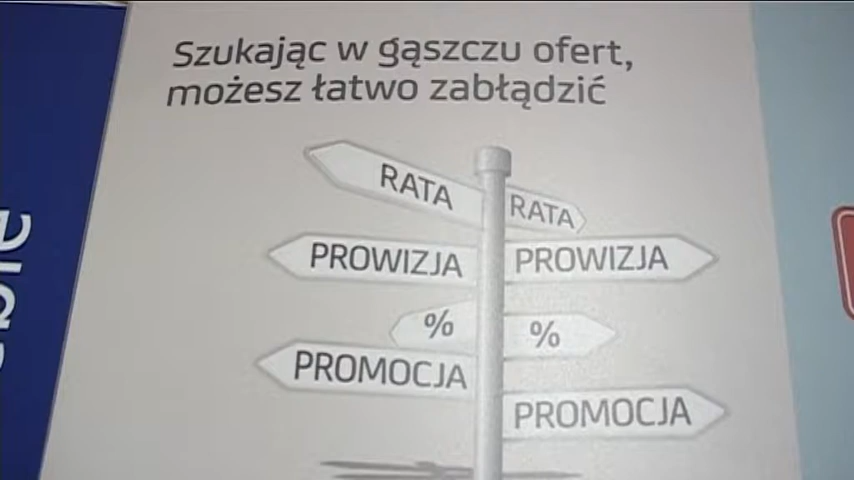 Szukając w gąszczu ofert,
możesz łatwo zabłądzić
RATA
RATA
PROWIZJA
PROWIZJA
%
%
PROMOCJA
PROMOCJA